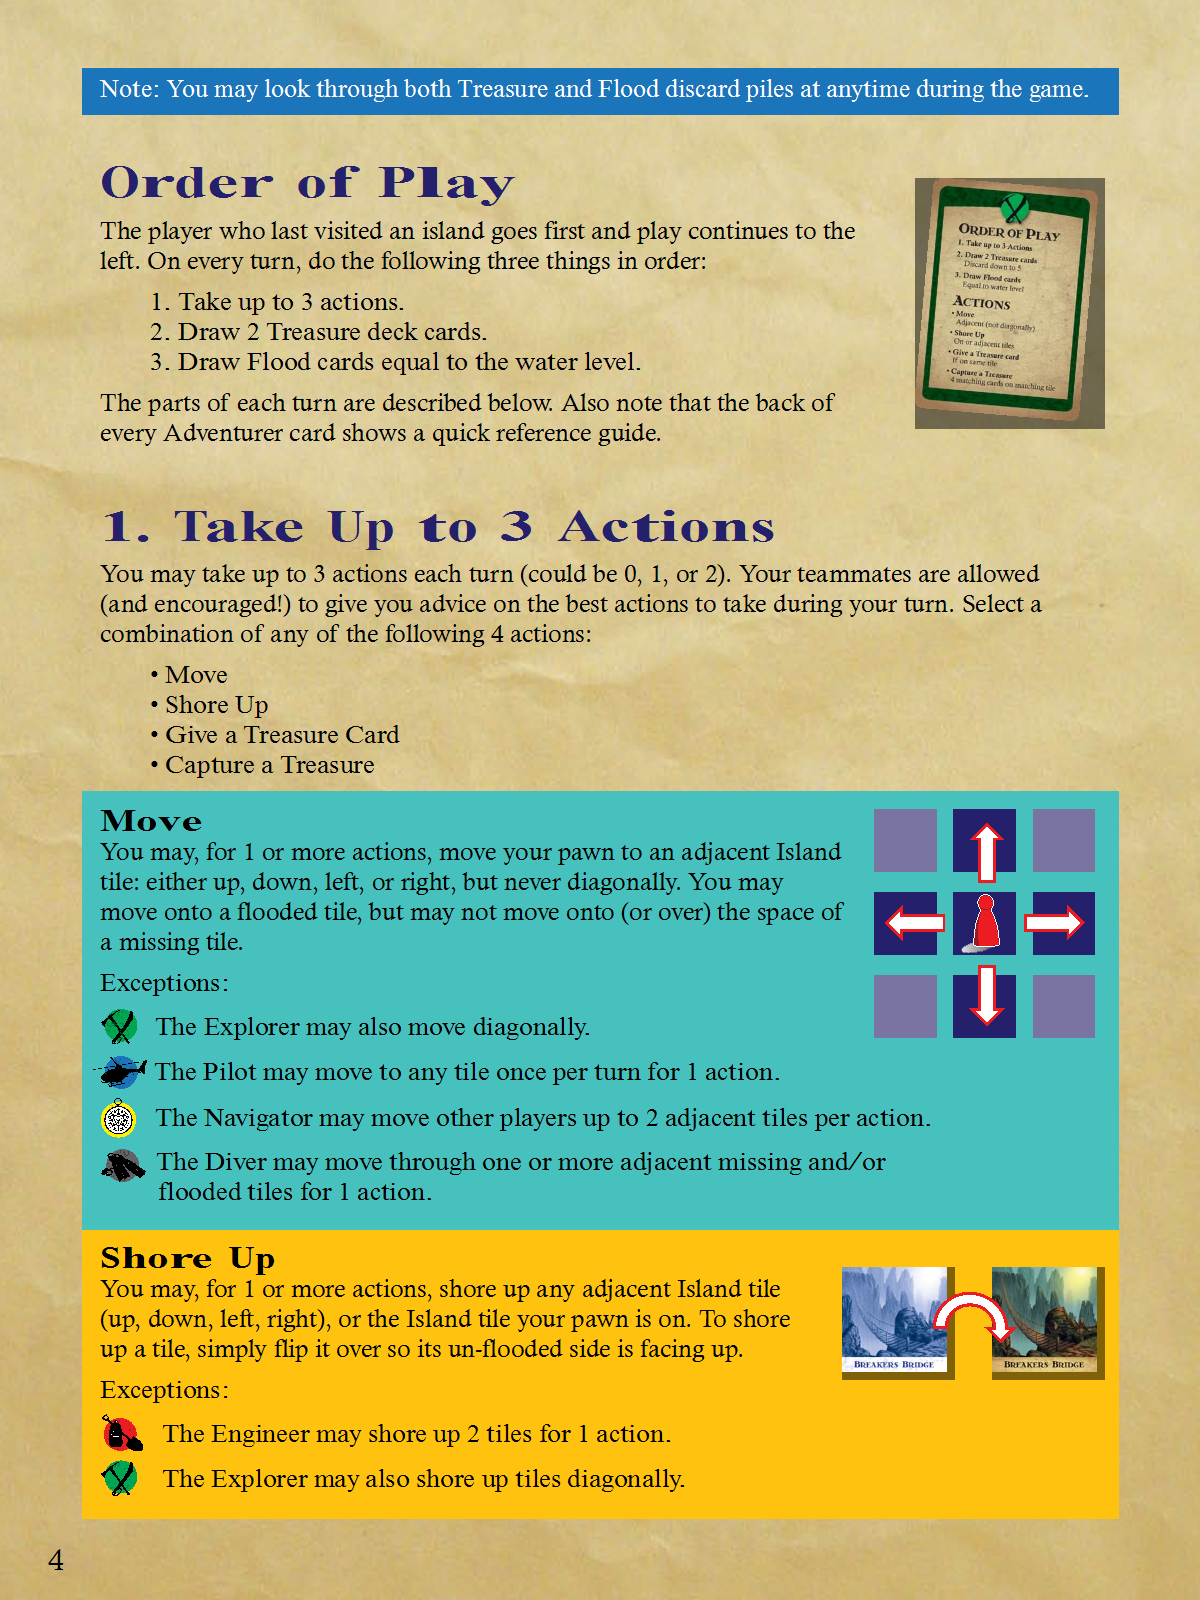 Note: You may look through both Treasure and Flood discard piles at anytime during the game.
Order of Play
The player who last visited an island goes first and play continues to the
left. On every turn, do the following three things in order:
1. Take up to 3 actions.
2. Draw 2 Treasure deck cards.
3. Draw Flood cards equal to the water level.
The parts of each turn are described below. Also note that the back of
every Adventurer card shows a quick reference guide.
ORDER OF PLAY
1. Take up to 3 Actions
2. Draw 2 Treasure cards
Discard down to 5
3. Draw Flood cards
Equal to water level
ACTIONS
• Move
Adjacent (not diagonally)
• Shore Up
On or adjacent tiles
• Give a Treasure card
If on same tile
• Capture a Treasure
4 matching cards on matching tile
1. Take Up to 3 Actions
You may take up to 3 actions each turn (could be 0, 1, or 2). Your teammates are allowed
(and encouraged!) to give you advice on the best actions to take during your turn. Select a
combination of any of the following 4 actions:
• Move
• Shore Up
• Give a Treasure Card
• Capture a Treasure
Move
You may, for 1 or more actions, move your pawn to an adjacent Island
tile: either up, down, left, or right, but never diagonally. You may
move onto a flooded tile, but may not move onto (or over) the space of
a missing tile.
Exceptions:
The Explorer may also move diagonally.
The Pilot may move to any tile once per turn for 1 action.
The Navigator may move other players up to 2 adjacent tiles per action.
The Diver may move through one or more adjacent missing and/or
flooded tiles for 1 action.
Shore Up
You may, for 1 or more actions, shore up any adjacent Island tile
(up, down, left, right), or the Island tile your pawn is on. To shore
up a tile, simply flip it over so its un-flooded side is facing up.
BREAKERS BRIDGE
BREAKERS BRIDGE
Exceptions:
The Engineer may shore up 2 tiles for 1 action.
The Explorer may also shore up tiles diagonally.
4